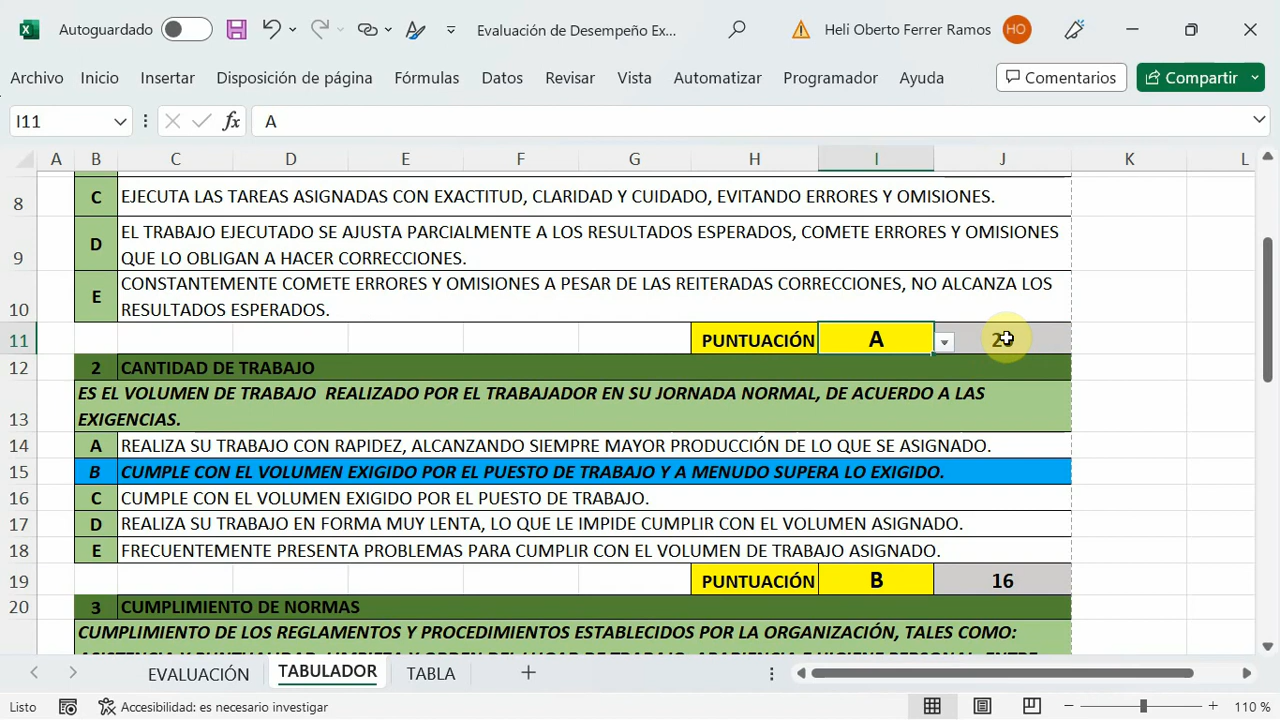 Autoguardado
Evaluación de Desempeño Ex...
Heli Oberto Ferrer Ramos
HO
Archivo Inicio Insertar Disposición de página Fórmulas Datos Revisar Vista Automatizar Programador Ayuda Comentarios Compartir
I11 fx A
A B C D E F G H I J K L
8 C EJECUTA LAS TAREAS ASIGNADAS CON EXACTITUD, CLARIDAD Y CUIDADO, EVITANDO ERRORES Y OMISIONES.
9 D EL TRABAJO EJECUTADO SE AJUSTA PARCIALMENTE A LOS RESULTADOS ESPERADOS, COMETE ERRORES Y OMISIONES
QUE LO OBLIGAN A HACER CORRECCIONES.
10 E CONSTANTEMENTE COMETE ERRORES Y OMISIONES A PESAR DE LAS REITERADAS CORRECCIONES, NO ALCANZA LOS
RESULTADOS ESPERADOS.
11 PUNTUACIÓN A
12 2 CANTIDAD DE TRABAJO
13 ES EL VOLUMEN DE TRABAJO REALIZADO POR EL TRABAJADOR EN SU JORNADA NORMAL, DE ACUERDO A LAS
EXIGENCIAS.
14 A REALIZA SU TRABAJO CON RAPIDEZ, ALCANZANDO SIEMPRE MAYOR PRODUCCIÓN DE LO QUE SE ASIGNADO.
15 B CUMPLE CON EL VOLUMEN EXIGIDO POR EL PUESTO DE TRABAJO Y A MENUDO SUPERA LO EXIGIDO.
16 C CUMPLE CON EL VOLUMEN EXIGIDO POR EL PUESTO DE TRABAJO.
17 D REALIZA SU TRABAJO EN FORMA MUY LENTA, LO QUE LE IMPIDE CUMPLIR CON EL VOLUMEN ASIGNADO.
18 E FRECUENTEMENTE PRESENTA PROBLEMAS PARA CUMPLIR CON EL VOLUMEN DE TRABAJO ASIGNADO.
19 PUNTUACIÓN B 16
20 3 CUMPLIMIENTO DE NORMAS
CUMPLIMIENTO DE LOS REGLAMENTOS Y PROCEDIMIENTOS ESTABLECIDOS POR LA ORGANIZACIÓN, TALES COMO:
EVALUACIÓN TABULADOR TABLA
Listo Accesibilidad: es necesario investigar 110 %